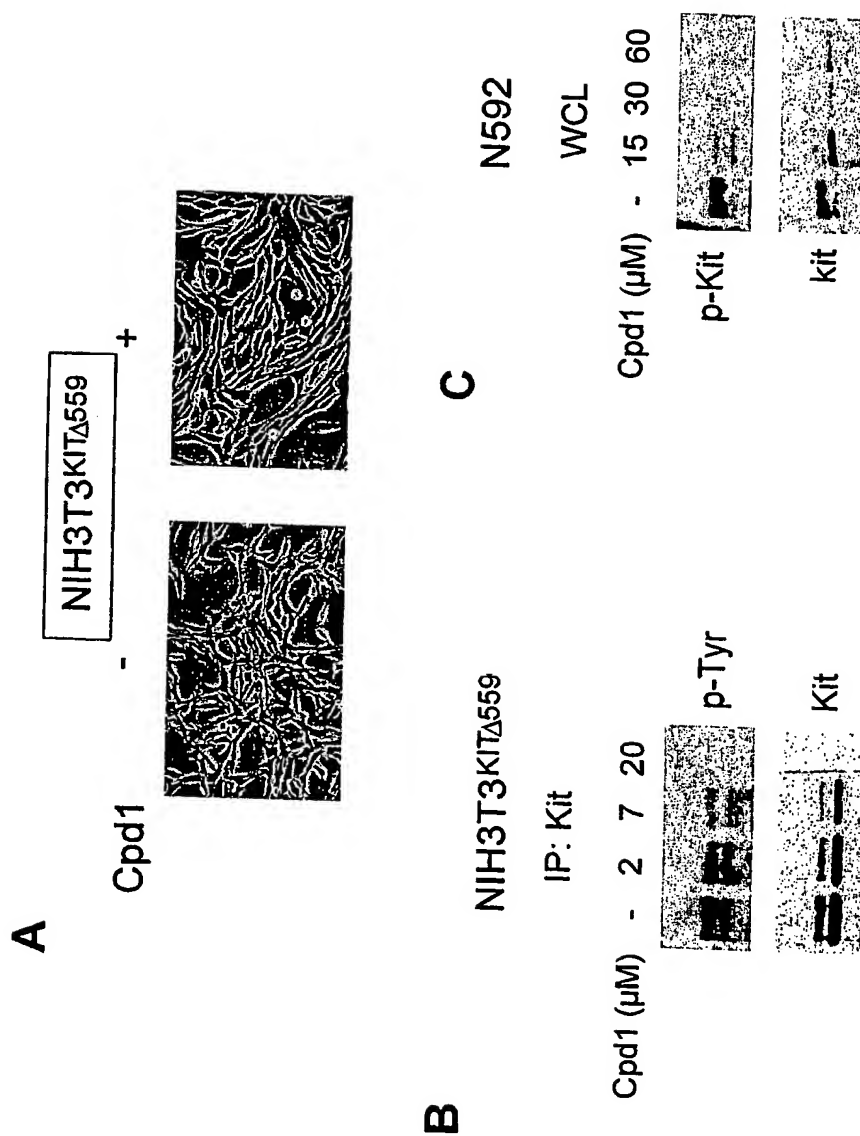 A
NIH3T3KITΔ559
Cpd1 - +
B
NIH3T3KITΔ559
IP: Kit
Cpd1 (µM) - 2 7 20
p-Tyr
Kit
C
N592
WCL
Cpd1 (µM) - 15 30 60
p-Kit
kit